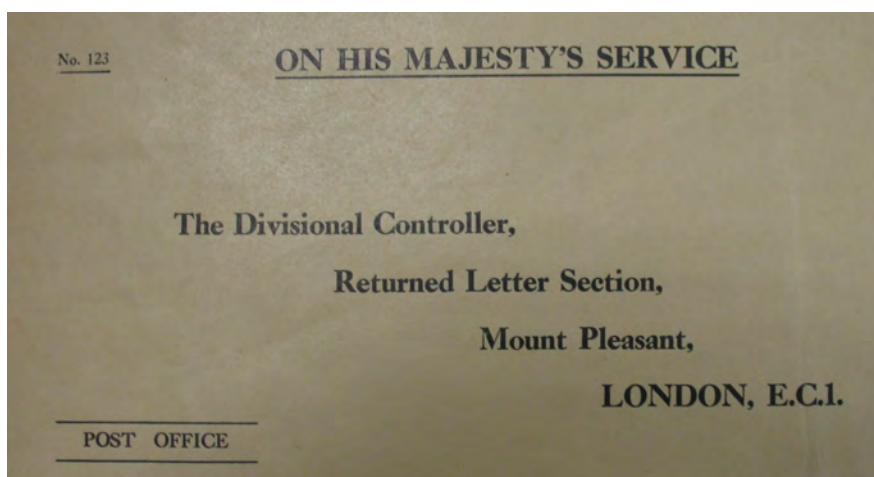 No. 123
ON HIS MAJESTY'S SERVICE
The Divisional Controller,
Returned Letter Section,
Mount Pleasant,
LONDON, E.C.1.
POST OFFICE